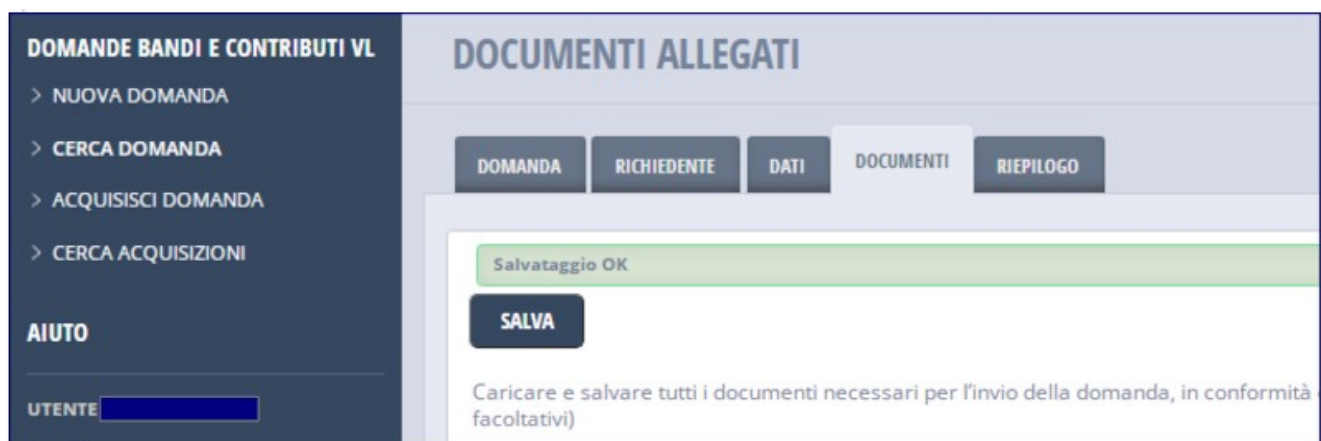 DOMANDE BANDI E CONTRIBUTI VL
> NUOVA DOMANDA
> CERCA DOMANDA
> ACQUISISCI DOMANDA
> CERCA ACQUISIZIONI
AIUTO
UTENTE
DOCUMENTI ALLEGATI
DOMANDA RICHIEDENTE DATI DOCUMENTI RIEPILOGO
Salvataggio OK
SALVA
Caricare e salvare tutti i documenti necessari per l'invio della domanda, in conformità
facoltativi)